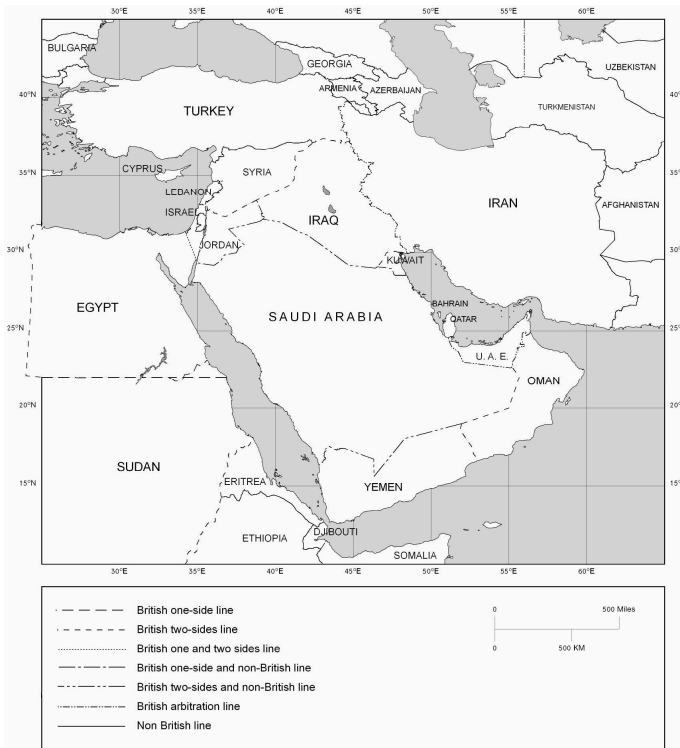 30°E 35°E 40°E 45°E 50°E 55°E 60°E
BULGARIA
GEORGIA
UZBEKISTAN
40°N ARMENIA AZERBAIJAN 40°N
TURKEY TURKMENISTAN
35°N CYPRUS SYRIA 35°N
LEBANON IRAN AFGHANISTAN
ISRAEL IRAQ
30°N JORDAN KUWAIT 30°N
EGYPT SAUDI ARABIA BAHRAIN
25°N QATAR 25°N
U. A. E.
OMAN
20°N 20°N
SUDAN
15°N ERITREA YEMEN 15°N
ETHIOPIA DJIBOUTI
SOMALIA
30°E 35°E 40°E 45°E 50°E 55°E 60°E
British one-side line
British two-sides line
British one and two sides line
British one-side and non-British line
British two-sides and non-British line
British arbitration line
Non British line
0 500 Miles
0 500 KM